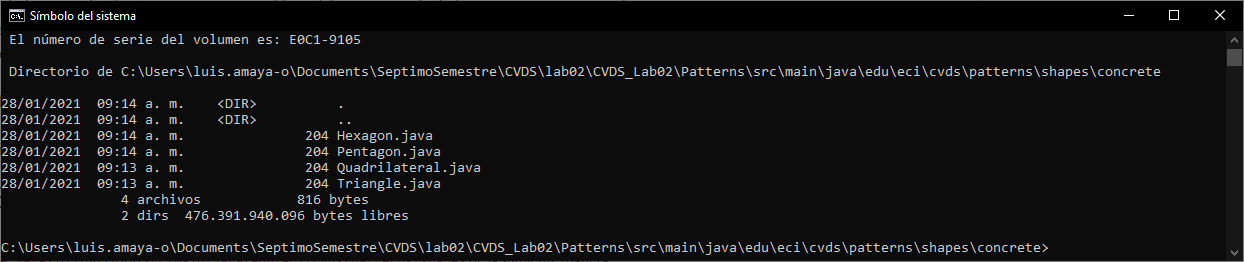 Símbolo del sistema
El número de serie del volumen es: E0C1-9105
Directorio de C:\Users\luis.amaya-o\Documents\SeptimoSemestre\CVDS\lab02\CVDS_Lab02\Patterns\src\main\java\edu\eci\cvds\patterns\shapes\concrete
28/01/2021  09:14 a. m.    <DIR>          .
28/01/2021  09:14 a. m.    <DIR>          ..
28/01/2021  09:14 a. m.               204 Hexagon.java
28/01/2021  09:14 a. m.               204 Pentagon.java
28/01/2021  09:13 a. m.               204 Quadrilateral.java
28/01/2021  09:13 a. m.               204 Triangle.java
4 archivos            816 bytes
2 dirs  476.391.940.096 bytes libres
C:\Users\luis.amaya-o\Documents\SeptimoSemestre\CVDS\lab02\CVDS_Lab02\Patterns\src\main\java\edu\eci\cvds\patterns\shapes\concrete>